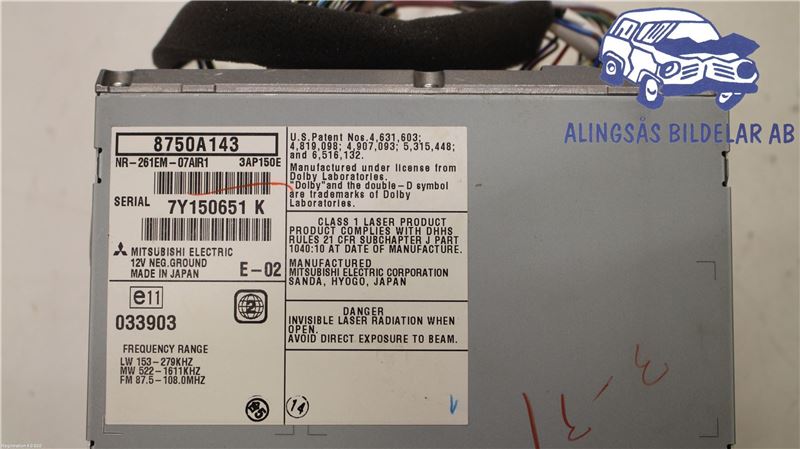 ALINGSÅS BILDELAR AB
8750A143
NR-261EM-07AIR1 3AP150E
SERIAL 7Y150651 K
MITSUBISHI ELECTRIC
12V NEG.GROUND
MADE IN JAPAN E-02
e11
2
033903
FREQUENCY RANGE
LW 153-279KHZ
MW 522-1611KHZ
FM 87.5-108.0MHZ
U.S.Patent Nos.4,631,603;
4,819,098; 4,907,093; 5,315,448;
and 6,516,132.
Manufactured under license from
Dolby Laboratories.
"Dolby"and the double-D symbol
are trademarks of Dolby
Laboratories.
CLASS 1 LASER PRODUCT
PRODUCT COMPLIES WITH DHHS
RULES 21 CFR SUBCHAPTER J PART
1040:10 AT DATE OF MANUFACTURE.
MANUFACTURED
MITSUBISHI ELECTRIC CORPORATION
SANDA, HYOGO, JAPAN
DANGER
INVISIBLE LASER RADIATION WHEN
OPEN.
AVOID DIRECT EXPOSURE TO BEAM.
14